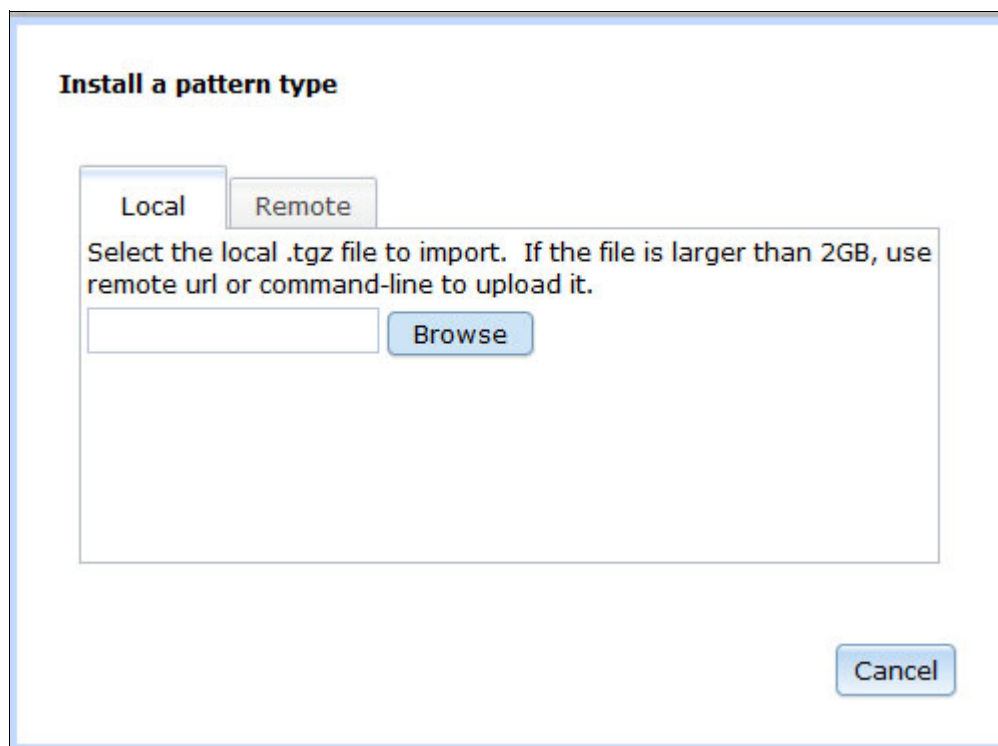 Install a pattern type
Local
Remote
Select the local .tgz file to import.  If the file is larger than 2GB, use
remote url or command-line to upload it.
Browse
Cancel